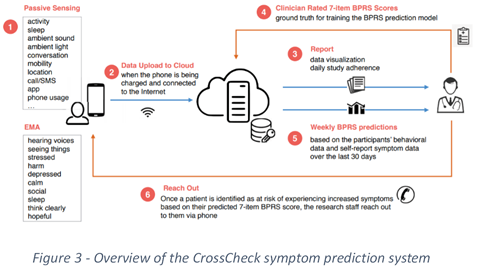 Passive Sensing
1
activity
sleep
ambient sound
ambient light
conversation
mobility
location
call/SMS
app
phone usage
...
EMA
hearing voices
seeing things
stressed
harm
depressed
calm
social
sleep
think clearly
hopeful
2 Data Upload to Cloud
when the phone is being
charged and connected
to the Internet
4 Clinician Rated 7-item BPRS Scores
ground truth for training the BPRS prediction model
3 Report
data visualization
daily study adherence
5 Weekly BPRS predictions
based on the participants' behavioral
data and self-report symptom data
over the last 30 days
6 Reach Out
Once a patient is identified as at risk of experiencing increased symptoms
based on their predicted 7-item BPRS score, the research staff reach out
to them via phone
Figure 3 - Overview of the CrossCheck symptom prediction system